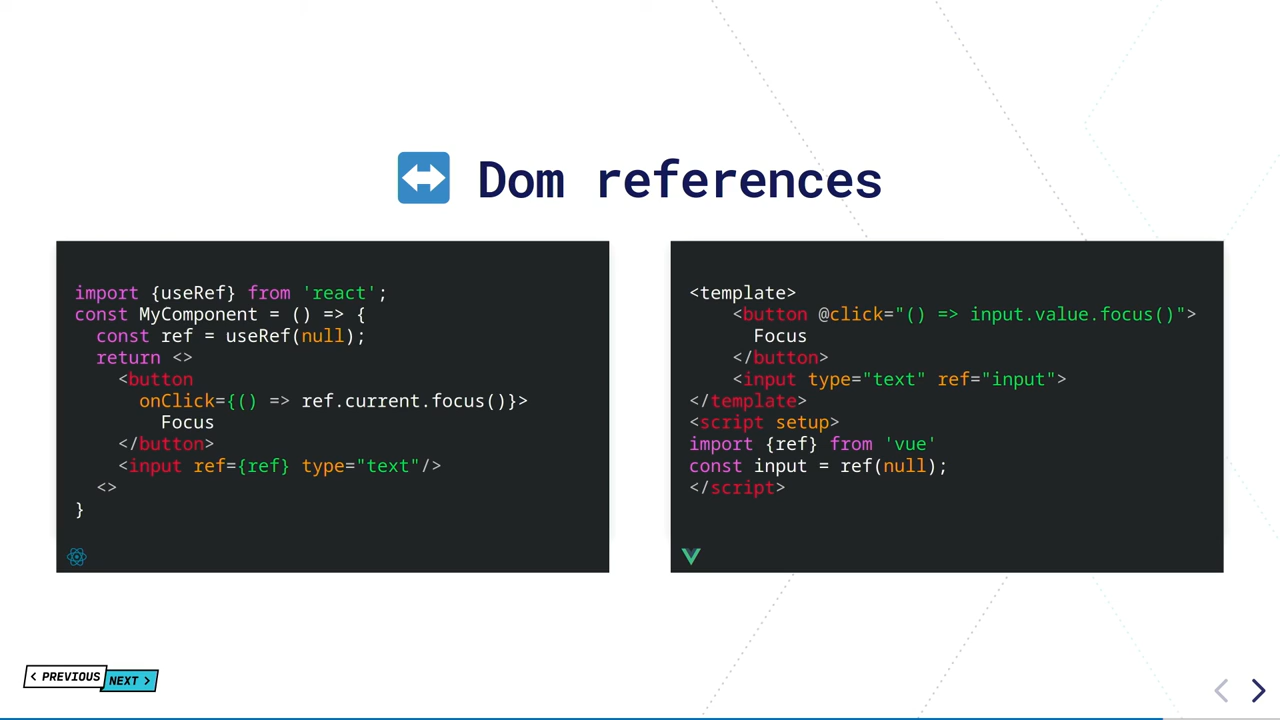 ↔ Dom references
import {useRef} from 'react';
const MyComponent = () => {
  const ref = useRef(null);
  return <>
    <button
      onClick={() => ref.current.focus()}>
        Focus
    </button>
    <input ref={ref} type="text"/>
  <>
}
<template>
    <button @click="() => input.value.focus()">
      Focus
    </button>
    <input type="text" ref="input">
</template>
<script setup>
import {ref} from 'vue'
const input = ref(null);
</script>
< PREVIOUS
NEXT >